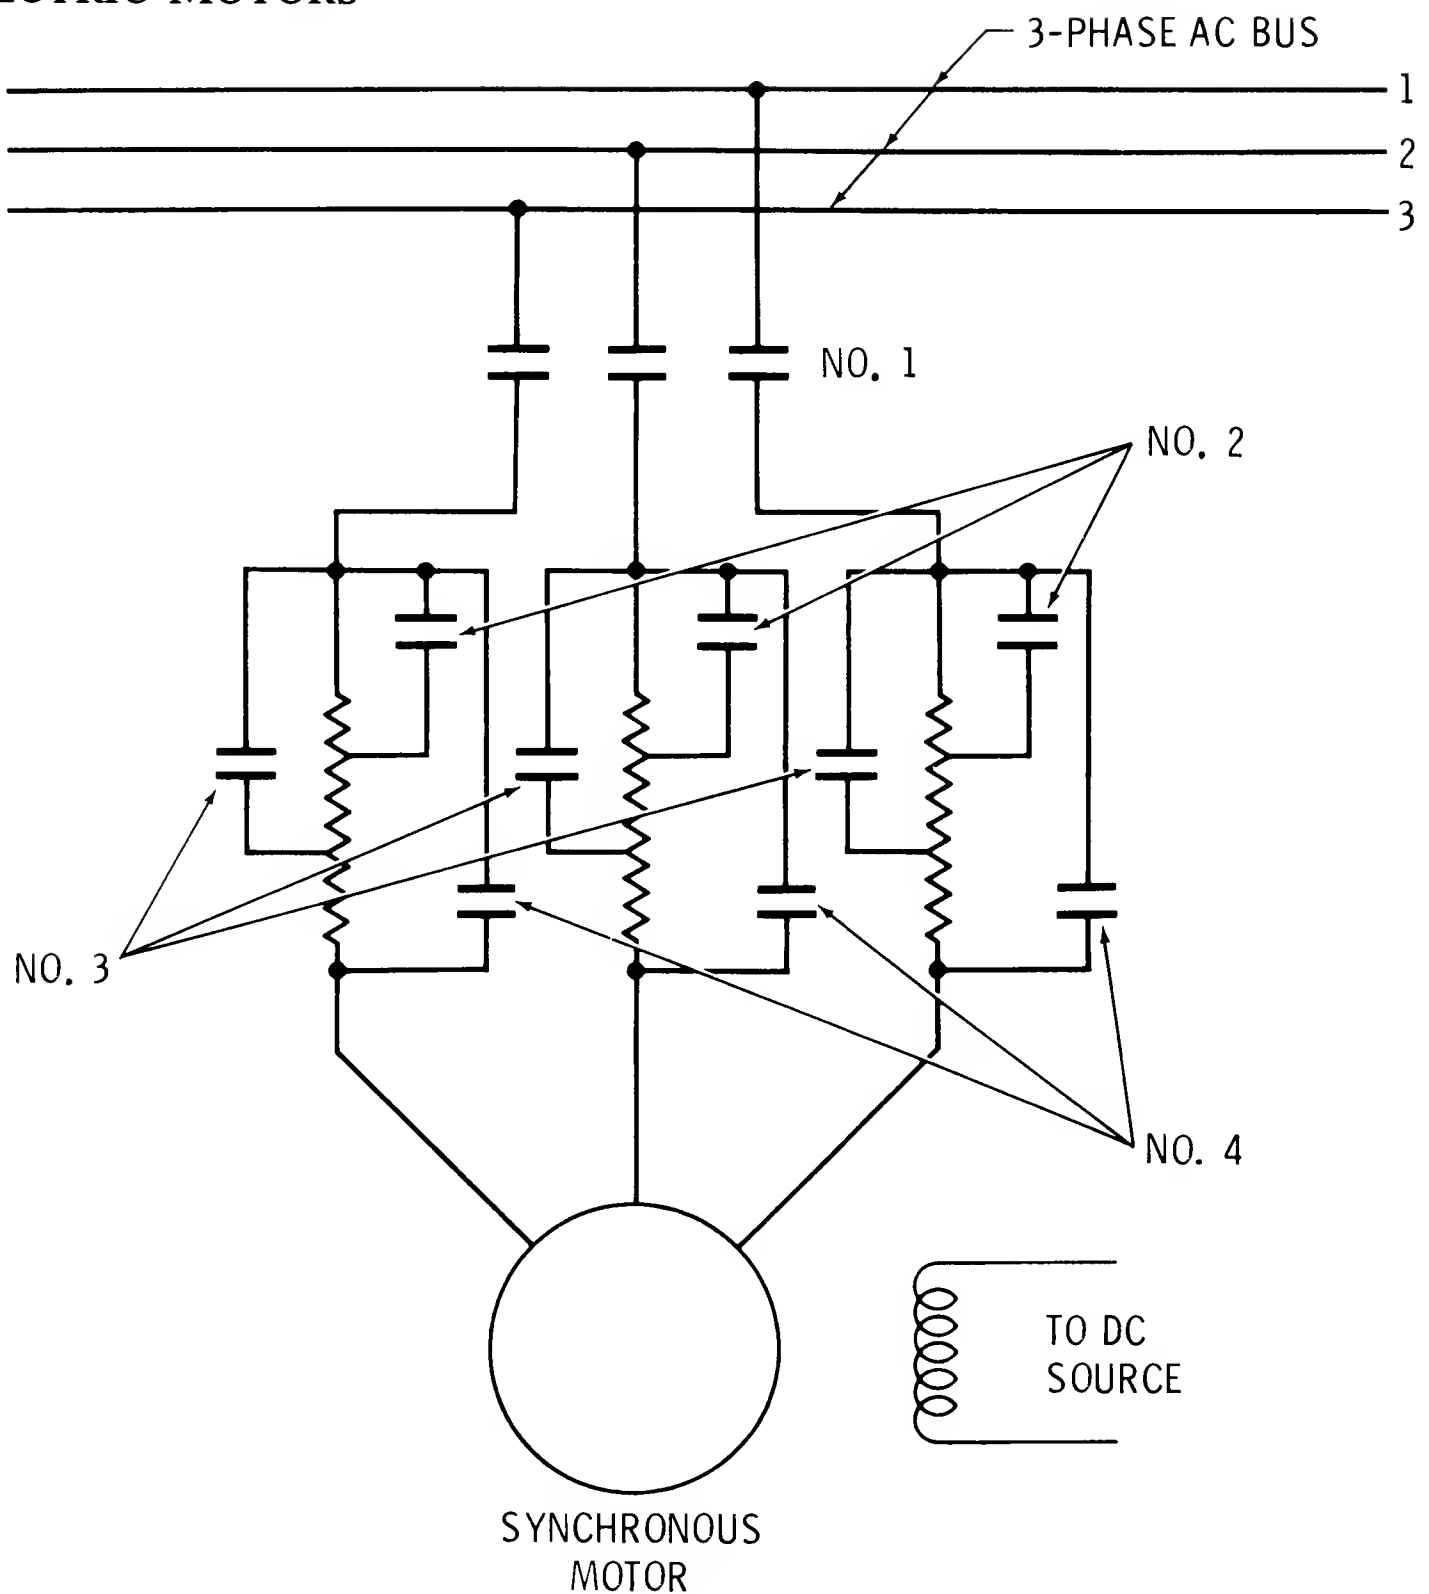 MOTORS
3-PHASE AC BUS
1
2
3
NO. 1
NO. 2
NO. 3
NO. 4
TO DC
SOURCE
SYNCHRONOUS
MOTOR